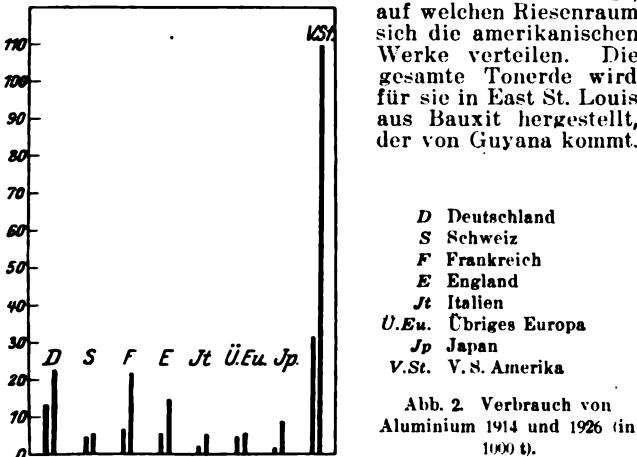 auf welchen Riesenraum
sich die amerikanischen
Werke verteilen. Die
gesamte Tonerde wird
für sie in East St. Louis
aus Bauxit hergestellt,
der von Guyana kommt.
V.St.
110
100
90
80
70
60
50
40
30
20
10
0
D S F E Jt Ü.Eu. Jp.
D Deutschland
S Schweiz
F Frankreich
E England
Jt Italien
Ü.Eu. Übriges Europa
Jp Japan
V.St. V. S. Amerika
Abb. 2. Verbrauch von
Aluminium 1914 und 1926 (in
1000 t).